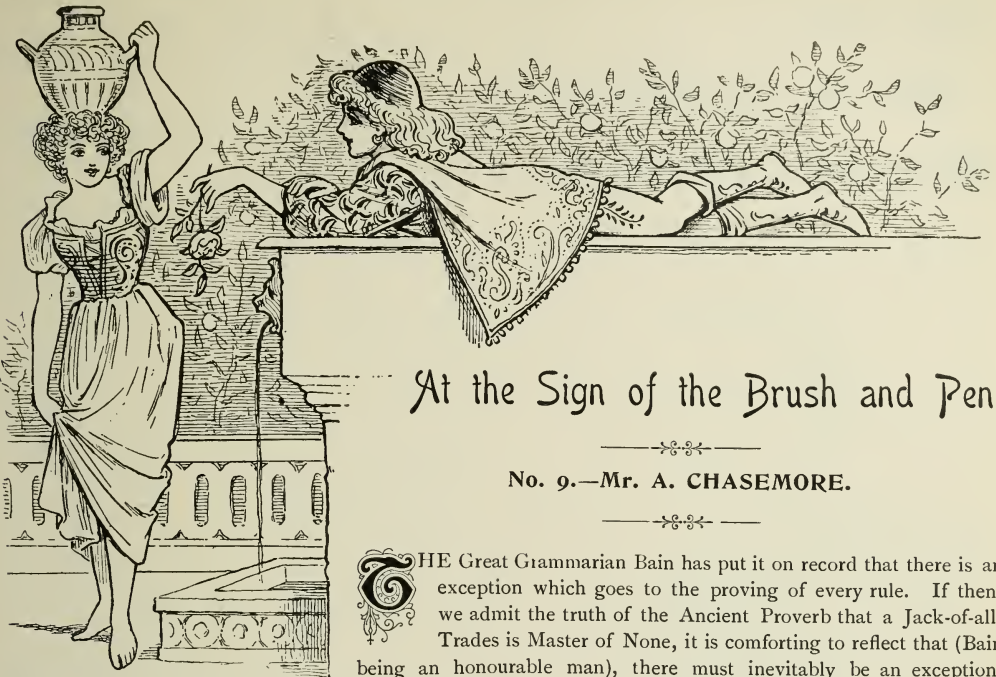 At the Sign of the Brush and Pen
No. 9.—Mr. A. CHASEMORE.
THE Great Grammarian Bain has put it on record that there is an
exception which goes to the proving of every rule. If then
we admit the truth of the Ancient Proverb that a Jack-of-all
Trades is Master of None, it is comforting to reflect that (Bain
being an honourable man), there must inevitably be an exception